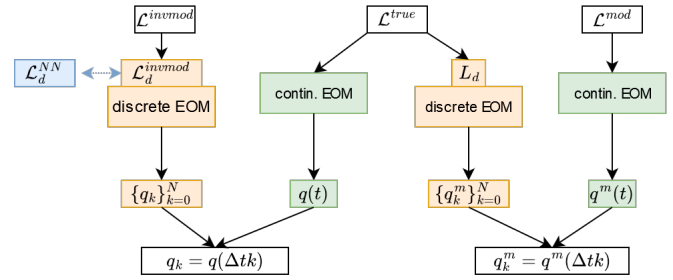 ℒ^{invmod}
ℒ^{true}
ℒ^{mod}
ℒ_d^{NN}
ℒ_d^{invmod}
L_d
discrete EOM
contin. EOM
discrete EOM
contin. EOM
{q_k}_{k=0}^N
q(t)
{q_k^m}_{k=0}^N
q^m(t)
q_k = q(Δtk)
q_k^m = q^m(Δtk)